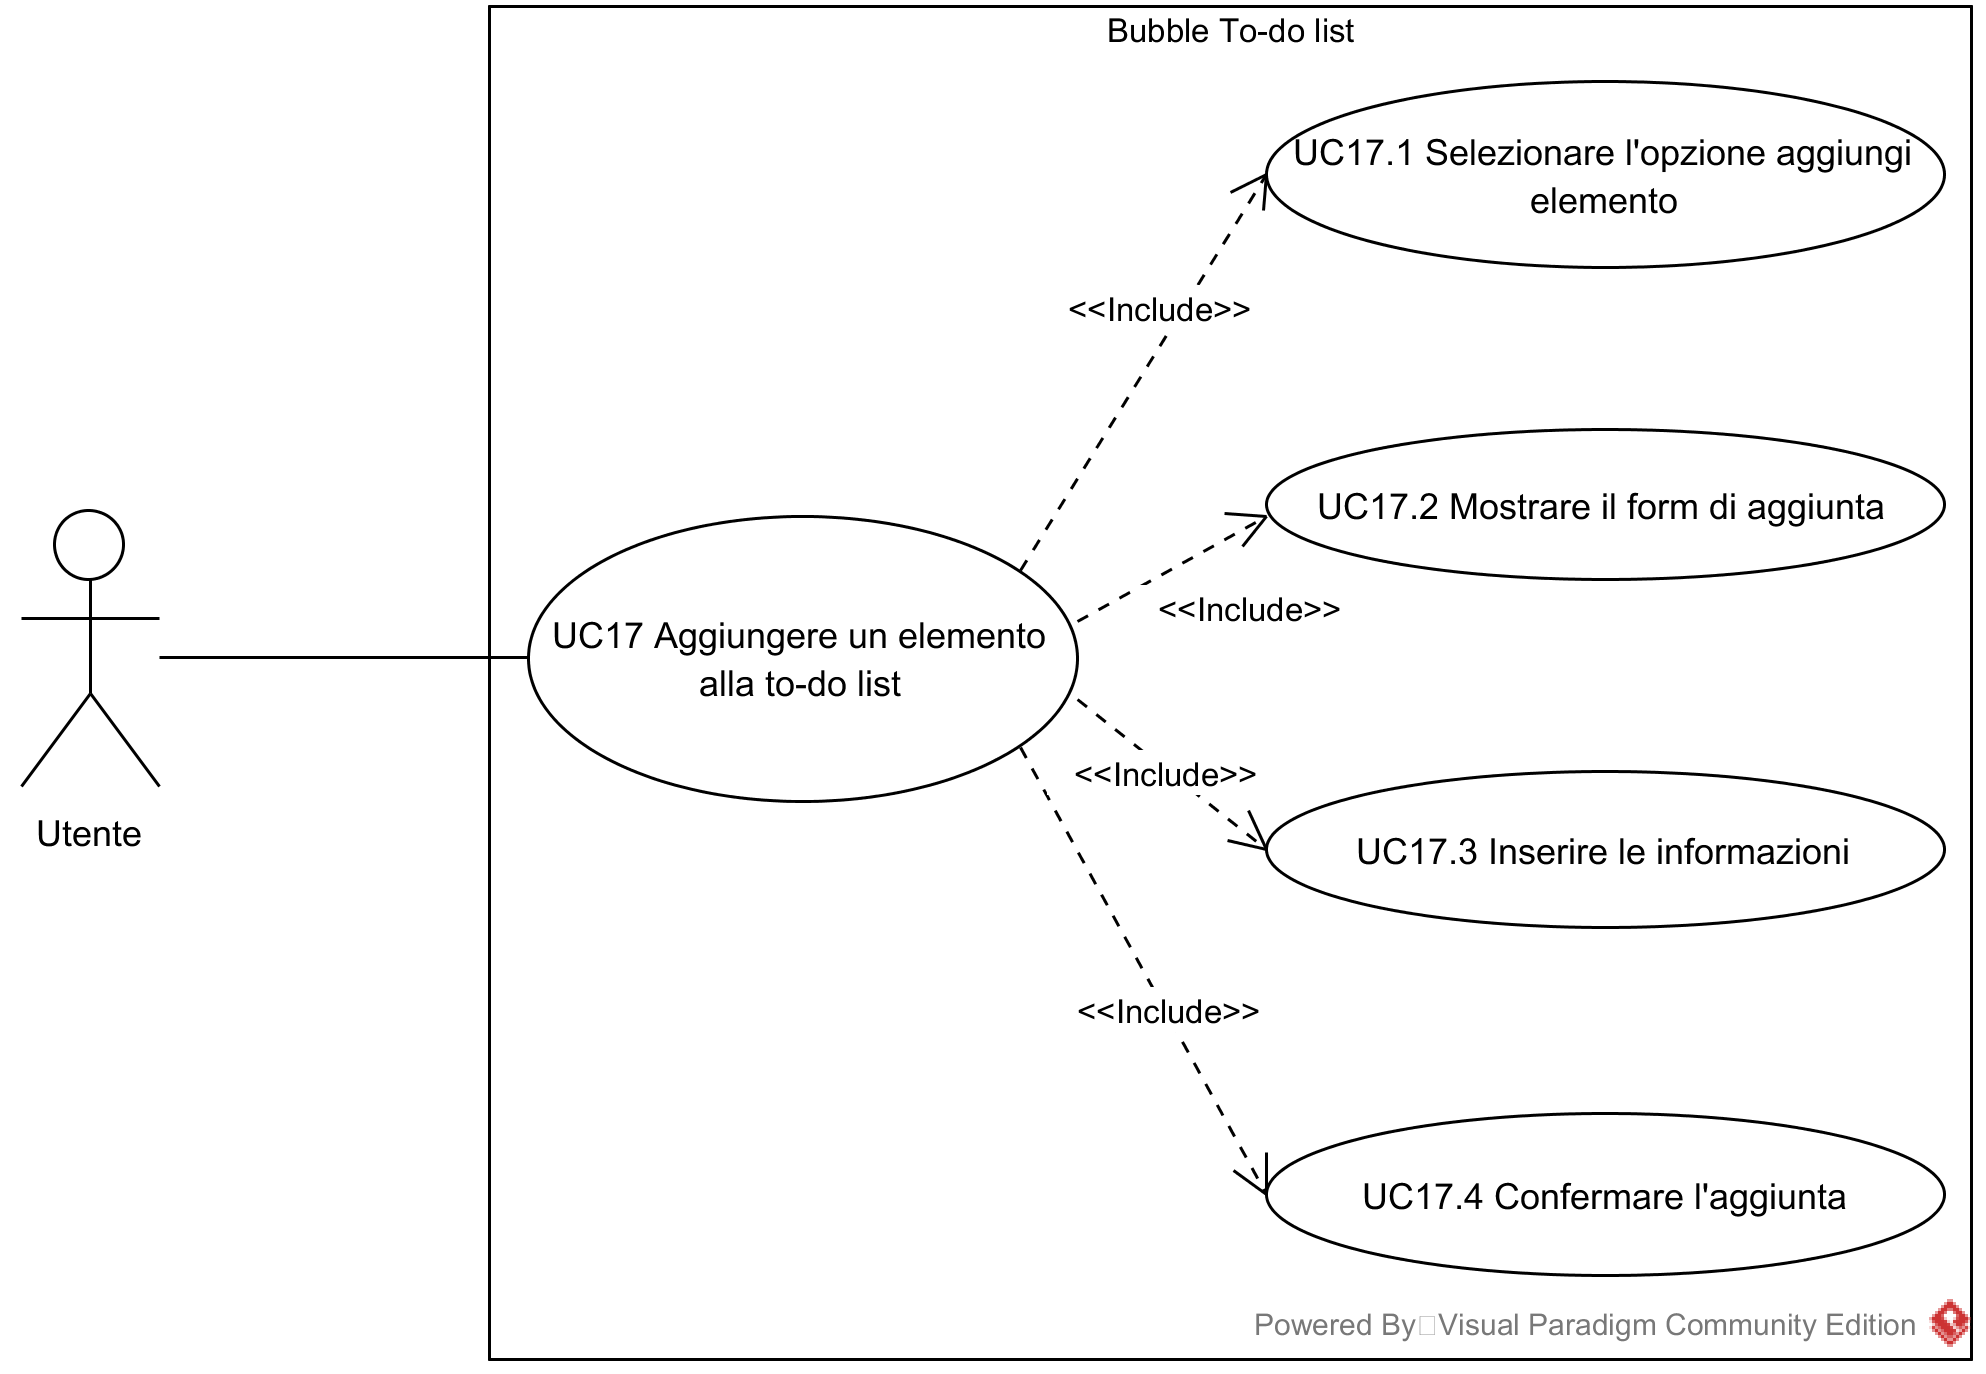 Bubble To-do list
UC17.1 Selezionare l'opzione aggiungi
elemento
<<Include>>
UC17.2 Mostrare il form di aggiunta
<<Include>>
UC17 Aggiungere un elemento
alla to-do list
<<Include>>
Utente
UC17.3 Inserire le informazioni
<<Include>>
UC17.4 Confermare l'aggiunta
Powered By Visual Paradigm Community Edition